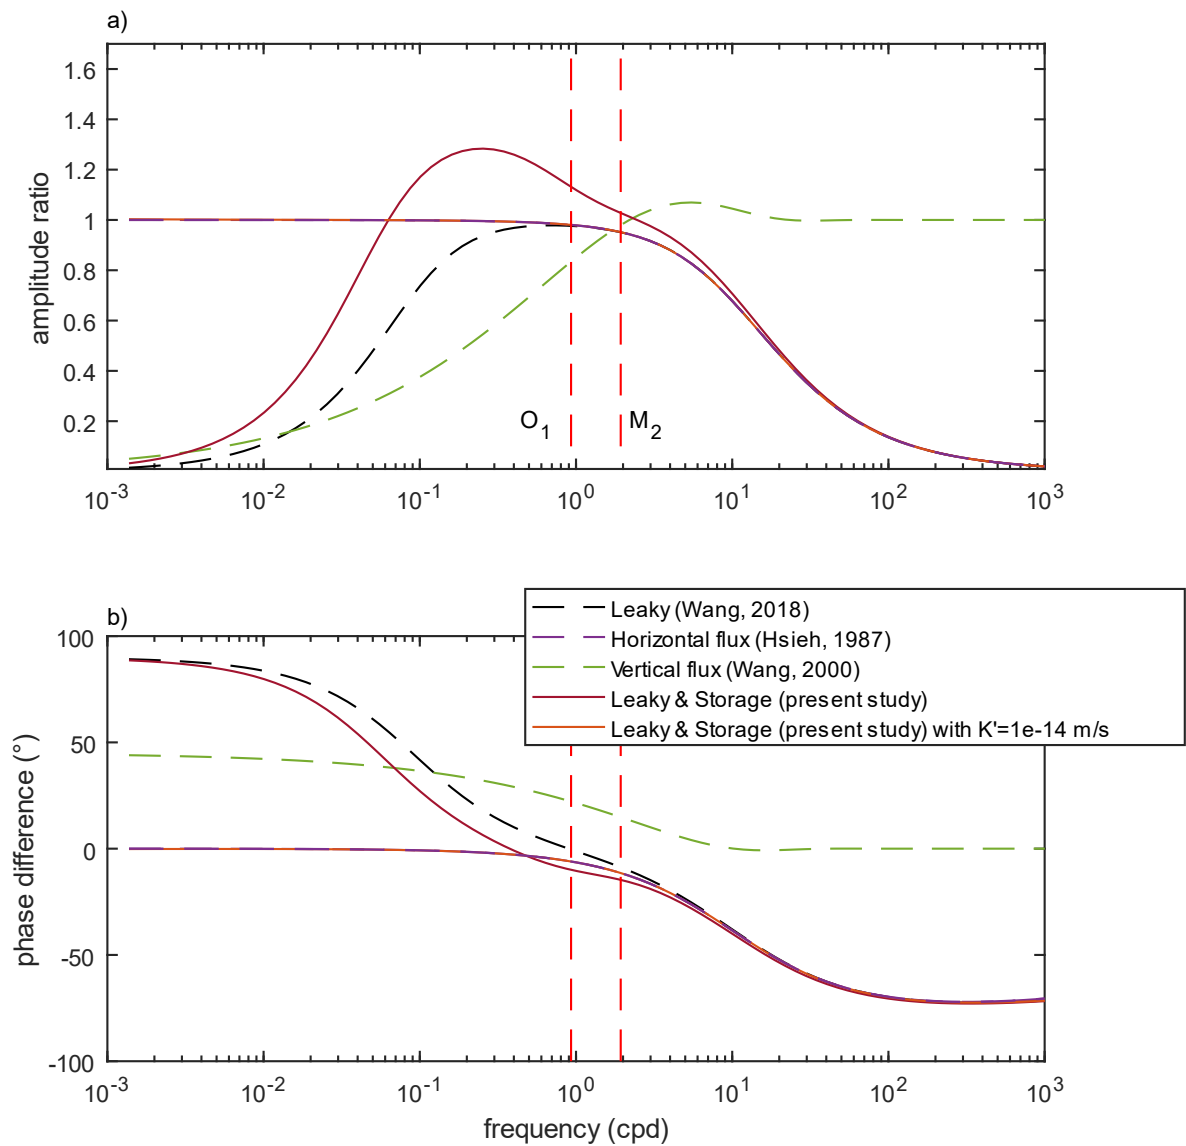 a)
1.6
1.4
1.2
1
0.8
0.6
0.4
0.2
amplitude ratio
O1
M2
10-3
10-2
10-1
100
101
102
103
b)
Leaky (Wang, 2018)
Horizontal flux (Hsieh, 1987)
Vertical flux (Wang, 2000)
Leaky & Storage (present study)
Leaky & Storage (present study) with K'=1e-14 m/s
100
50
0
-50
-100
phase difference (°)
10-3
10-2
10-1
100
101
102
103
frequency (cpd)